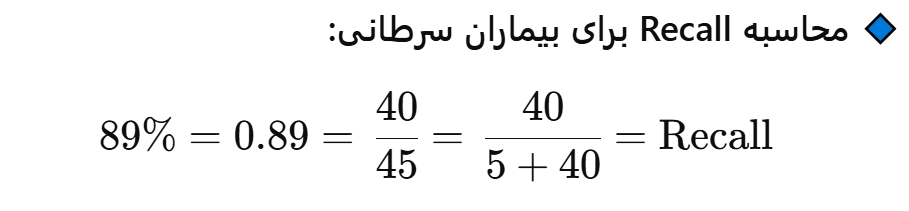 محاسبه Recall برای بیماران سرطانی:
89% = 0.89 = 40/45 = 40/(5 + 40) = Recall